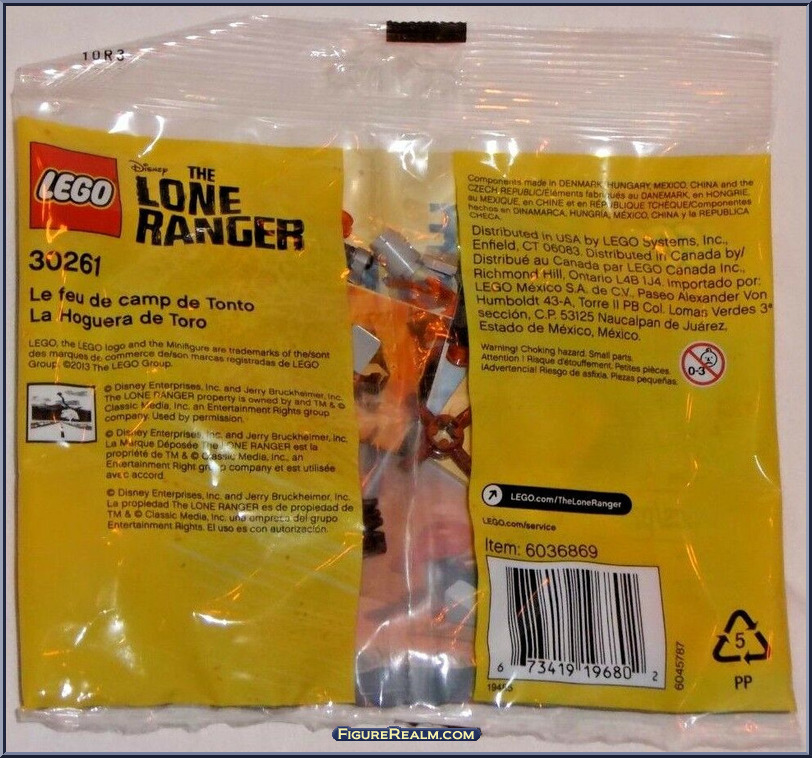 10R3
LEGO
Disney
THE
LONE
RANGER
30261
Le feu de camp de Tonto
La Hoguera de Toro
LEGO, the LEGO logo and the Minifigure are trademarks of the/sont
des marques de commerce de/son marcas registradas de LEGO
Group. ©2013 The LEGO Group.
© Disney Enterprises, Inc. and Jerry Bruckheimer, Inc.
The LONE RANGER property is owned by and TM & ©
Classic Media, Inc, an Entertainment Rights group
company. Used by permission.
© Disney Enterprises, Inc. and Jerry Bruckheimer, Inc.
La Marque Déposée The LONE RANGER est la
propriété de TM & © Classic Media, Inc., an
Entertainment Right group company et est utilisée
avec accord.
© Disney Enterprises, Inc. and Jerry Bruckheimer, Inc.
La propiedad The LONE RANGER es de propiedad de
TM & © Classic Media, Inc. una empresa del grupo
Entertainment Rights. El uso es con autorización.
Components made in DENMARK, HUNGARY, MEXICO, CHINA and the
CZECH REPUBLIC/Éléments fabriqués au DANEMARK, en HONGRIE,
au MEXIQUE, en CHINE et en RÉPUBLIQUE TCHÈQUE/Componentes
hechos en DINAMARCA, HUNGRÍA, MÉXICO, CHINA y la REPÚBLICA
CHECA.
Distributed in USA by LEGO Systems, Inc.,
Enfield, CT 06083. Distributed in Canada by/
Distribué au Canada par LEGO Canada Inc.,
Richmond Hill, Ontario L4B 1J4. Importado por:
LEGO México S.A. de C.V., Paseo Alexander Von
Humboldt 43-A, Torre II PB Col. Lomas Verdes 3ª
sección, C.P. 53125 Naucalpan de Juárez,
Estado de México, México.
Warning! Choking hazard. Small parts.
Attention ! Risque d'étouffement. Petites pièces.
¡Advertencia! Riesgo de asfixia. Piezas pequeñas.
0-3
LEGO.com/TheLoneRanger
LEGO.com/service
Item: 6036869
6 73419 19680 2
6045787
5
PP
FIGUREREALM.COM